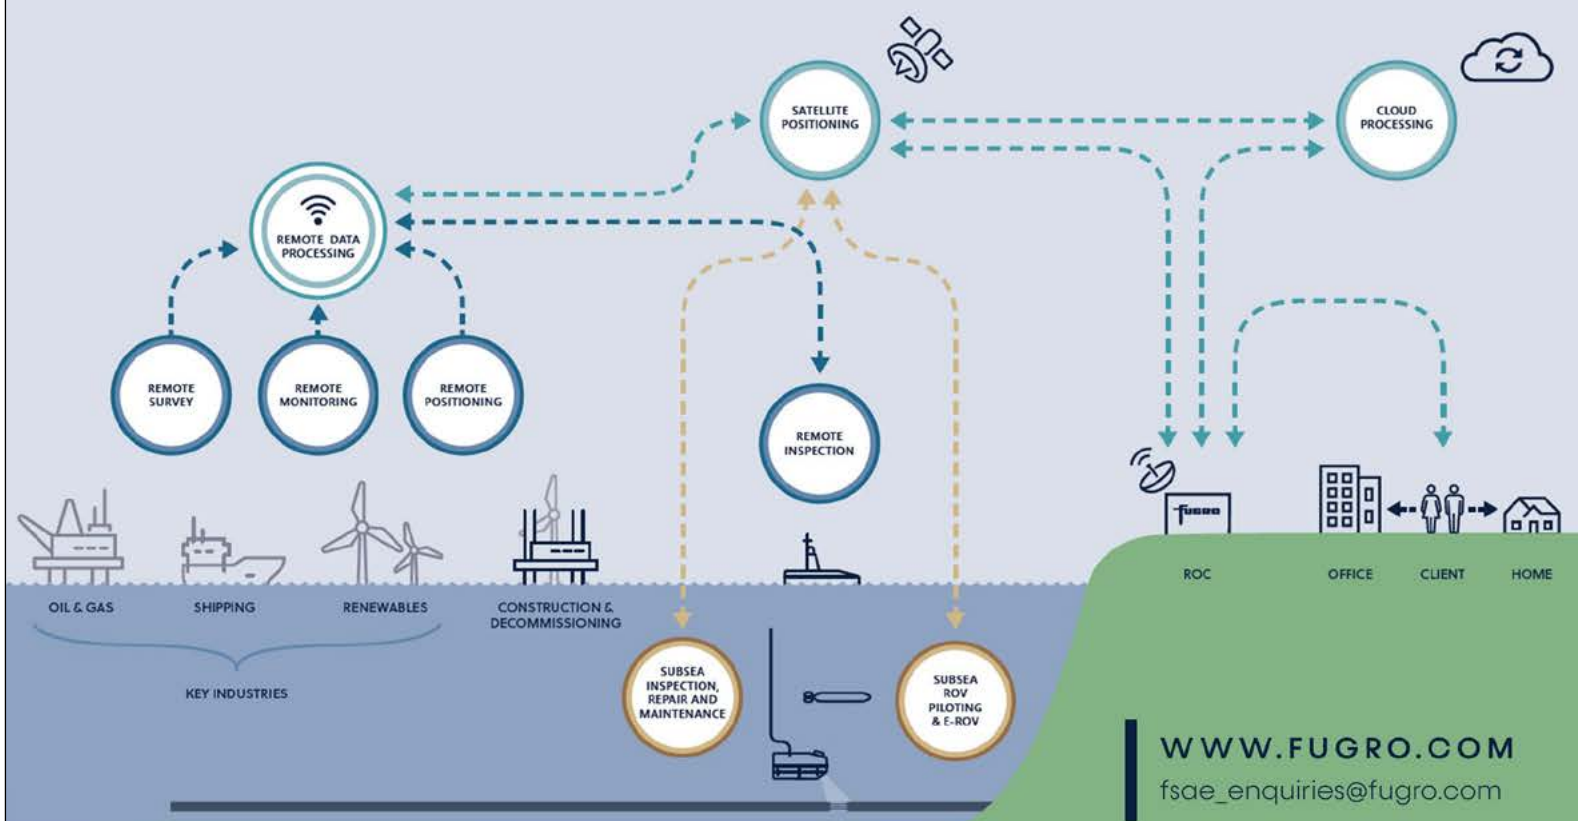 SATELLITE
POSITIONING
CLOUD
PROCESSING
REMOTE DATA
PROCESSING
REMOTE
SURVEY
REMOTE
MONITORING
REMOTE
POSITIONING
REMOTE
INSPECTION
fugro
ROC
OFFICE
CLIENT
HOME
OIL & GAS
SHIPPING
RENEWABLES
CONSTRUCTION &
DECOMMISSIONING
KEY INDUSTRIES
SUBSEA
INSPECTION,
REPAIR AND
MAINTENANCE
SUBSEA
ROV
PILOTING
& E-ROV
WWW.FUGRO.COM
fsae_enquiries@fugro.com